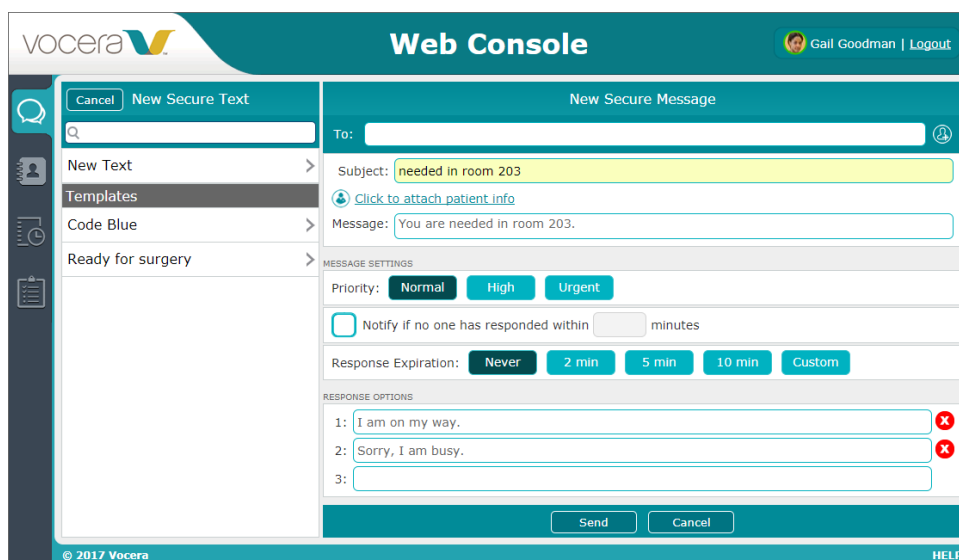 vocera
Web Console
Gail Goodman | Logout
Cancel New Secure Text
New Text
Templates
Code Blue
Ready for surgery
New Secure Message
To:
Subject: needed in room 203
Click to attach patient info
Message: You are needed in room 203.
MESSAGE SETTINGS
Priority: Normal High Urgent
Notify if no one has responded within minutes
Response Expiration: Never 2 min 5 min 10 min Custom
RESPONSE OPTIONS
1: I am on my way.
2: Sorry, I am busy.
3:
Send Cancel
© 2017 Vocera
HELP